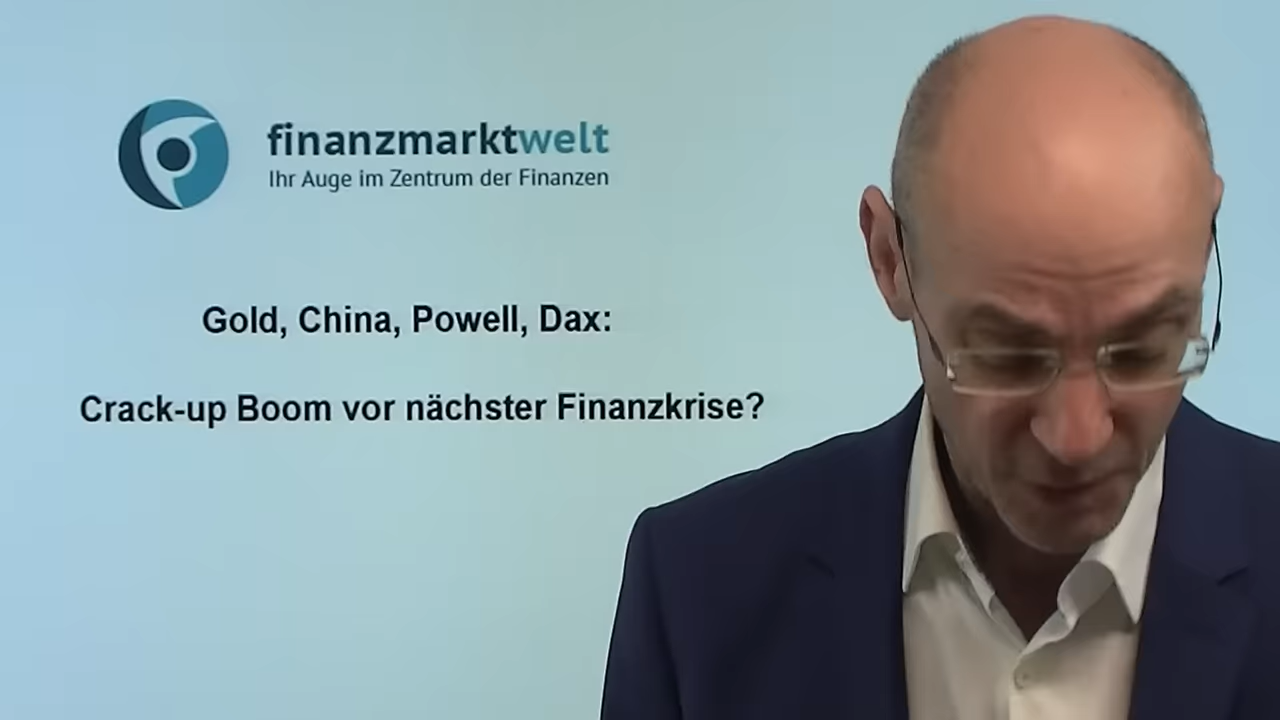 finanzmarktwelt
Ihr Auge im Zentrum der Finanzen
Gold, China, Powell, Dax:
Crack-up Boom vor nächster Finanzkrise?